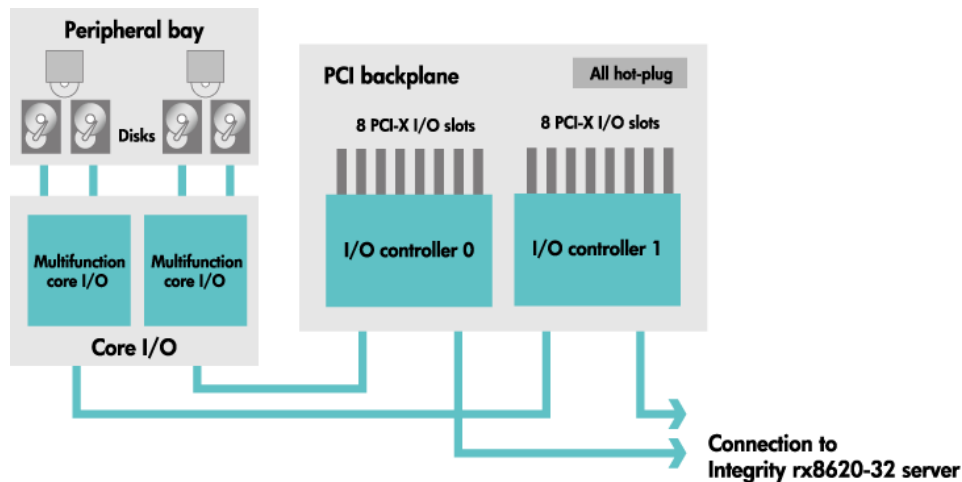 Peripheral bay
Disks
Multifunction
core I/O
Multifunction
core I/O
Core I/O
PCI backplane
All hot-plug
8 PCI-X I/O slots
8 PCI-X I/O slots
I/O controller 0
I/O controller 1
Connection to
Integrity rx8620-32 server